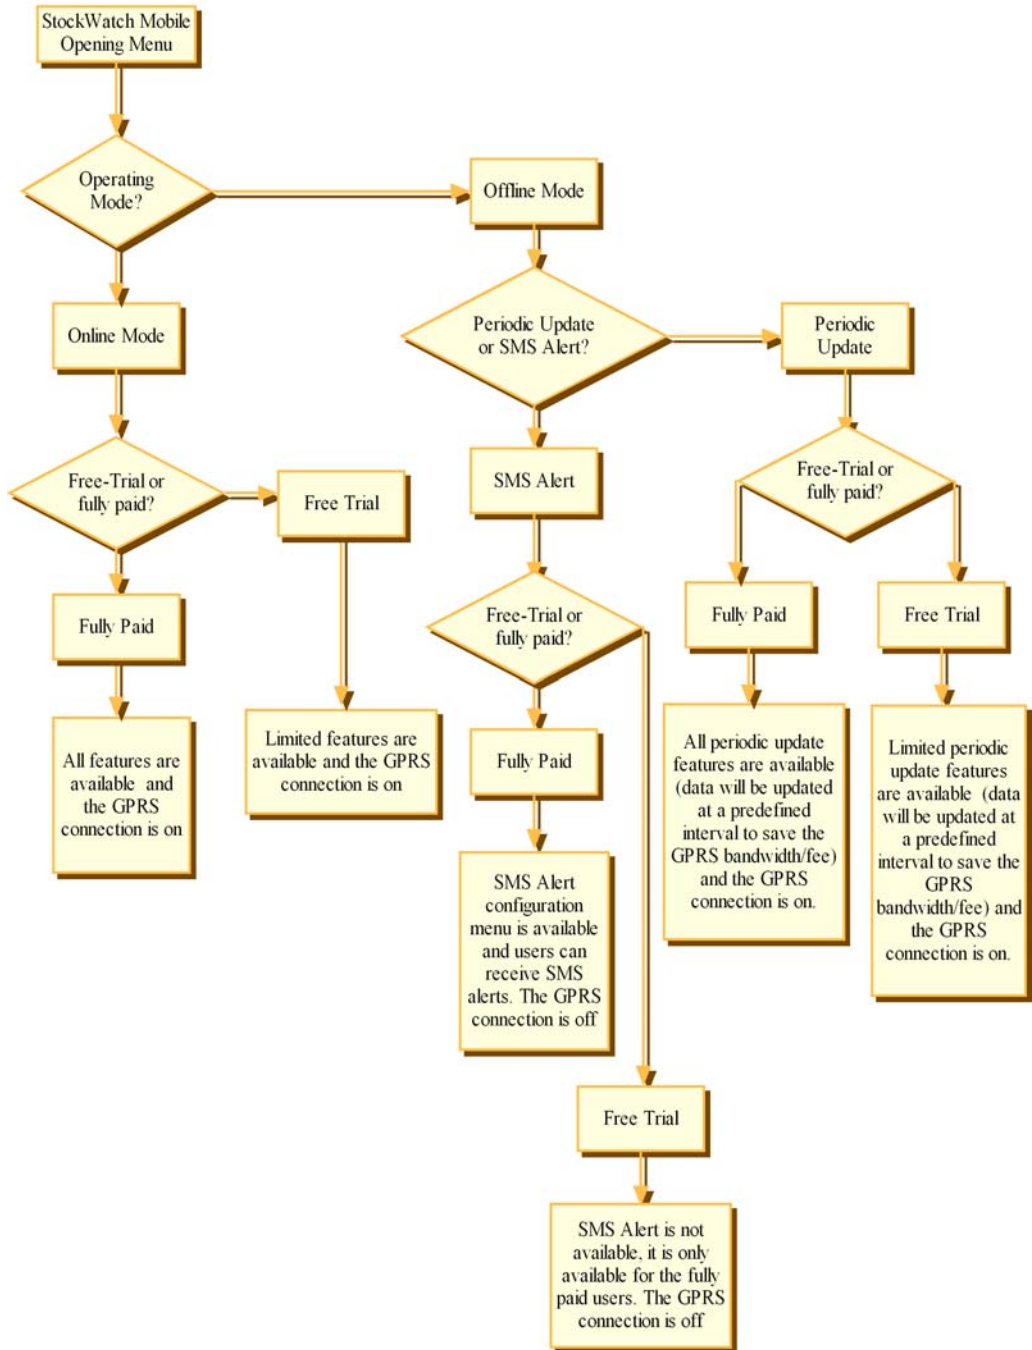 StockWatch Mobile
Opening Menu
Operating
Mode?
Offline Mode
Online Mode
Periodic Update
or SMS Alert?
Periodic
Update
Free-Trial or
fully paid?
Free Trial
SMS Alert
Free-Trial or
fully paid?
Fully Paid
Free-Trial or
fully paid?
Fully Paid
Free Trial
All features are
available and
the GPRS
connection is on
Limited features are
available and the GPRS
connection is on
Fully Paid
All periodic update
features are available
(data will be updated
at a predefined
interval to save the
GPRS bandwidth/fee)
and the GPRS
connection is on.
Limited periodic
update features
are available (data
will be updated at
a predefined
interval to save the
GPRS
bandwidth/fee) and
the GPRS
connection is on.
SMS Alert
configuration
menu is available
and users can
receive SMS
alerts. The GPRS
connection is off
Free Trial
SMS Alert is not
available, it is only
available for the fully
paid users. The GPRS
connection is off